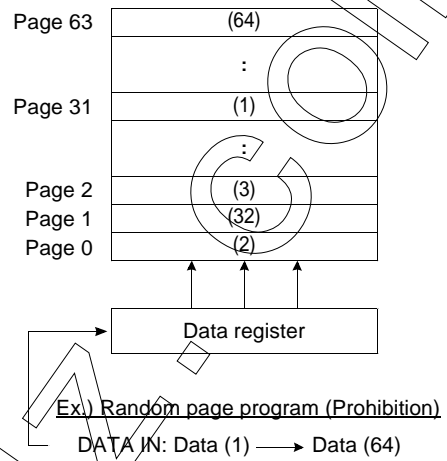 Page 63 (64)
:
Page 31 (1)
:
Page 2 (3)
Page 1 (32)
Page 0 (2)
Data register
Ex.) Random page program (Prohibition)
DATA IN: Data (1) → Data (64)